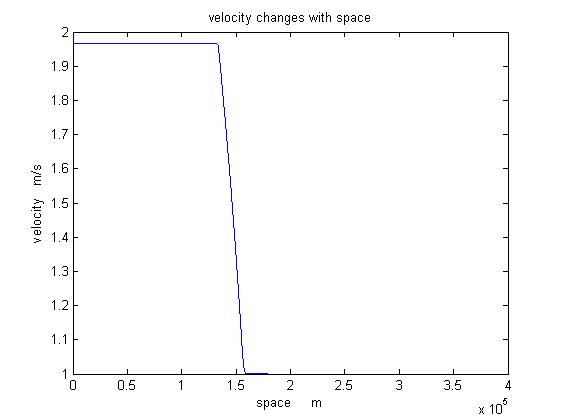 velocity changes with space
2
1.9
1.8
1.7
1.6
1.5
1.4
1.3
1.2
1.1
1
velocity m/s
0 0.5 1 1.5 2 2.5 3 3.5 4
x 10^5
space m